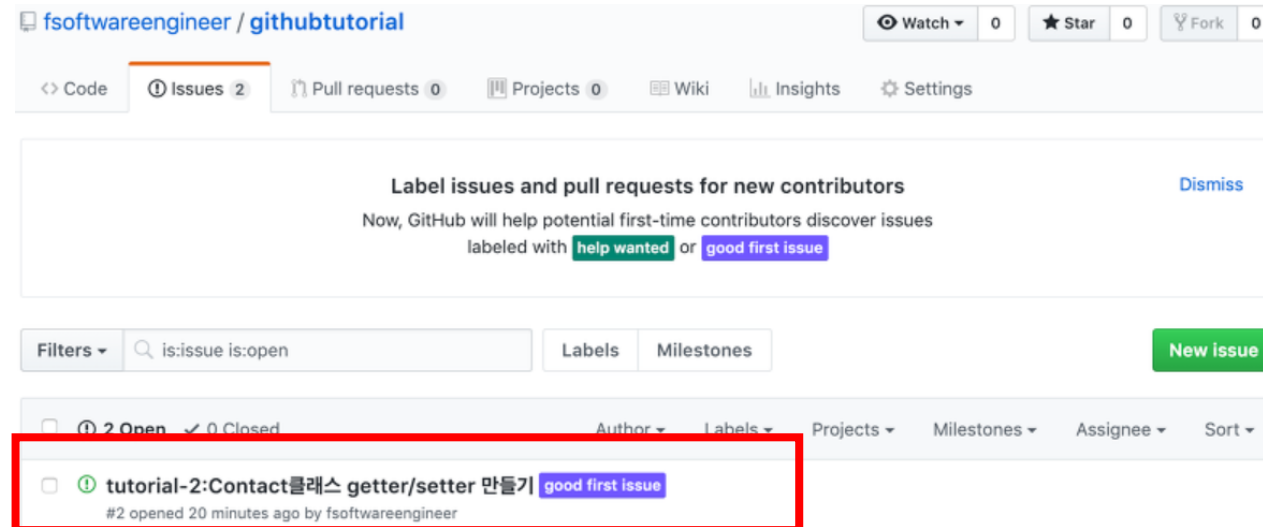 fsoftwareengineer / githubtutorial
Watch 0 Star 0 Fork 0
Code Issues 2 Pull requests 0 Projects 0 Wiki Insights Settings
Label issues and pull requests for new contributors
Dismiss
Now, GitHub will help potential first-time contributors discover issues
labeled with help wanted or good first issue
Filters is:issue is:open Labels Milestones New issue
2 Open 0 Closed Author Labels Projects Milestones Assignee Sort
tutorial-2:Contact클래스 getter/setter 만들기 good first issue
#2 opened 20 minutes ago by fsoftwareengineer